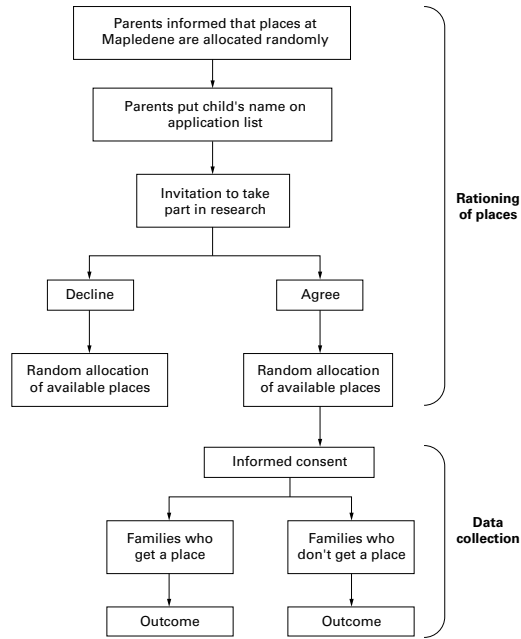 Parents informed that places at
Mapledene are allocated randomly
Parents put child's name on
application list
Invitation to take
part in research
Rationing
of places
Decline
Agree
Random allocation
of available places
Random allocation
of available places
Informed consent
Families who
get a place
Families who
don't get a place
Data
collection
Outcome
Outcome